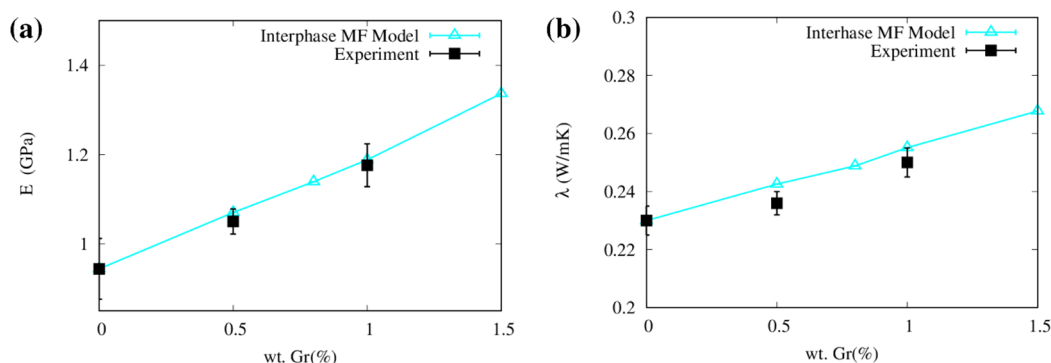 (a)
Interphase MF Model
Experiment
1.4
1.2
1
E (GPa)
0
0.5
1
1.5
wt. Gr(%)
(b)
Interhase MF Model
Experiment
0.3
0.28
0.26
0.24
0.22
0.2
λ (W/mK)
0
0.5
1
1.5
wt. Gr(%)